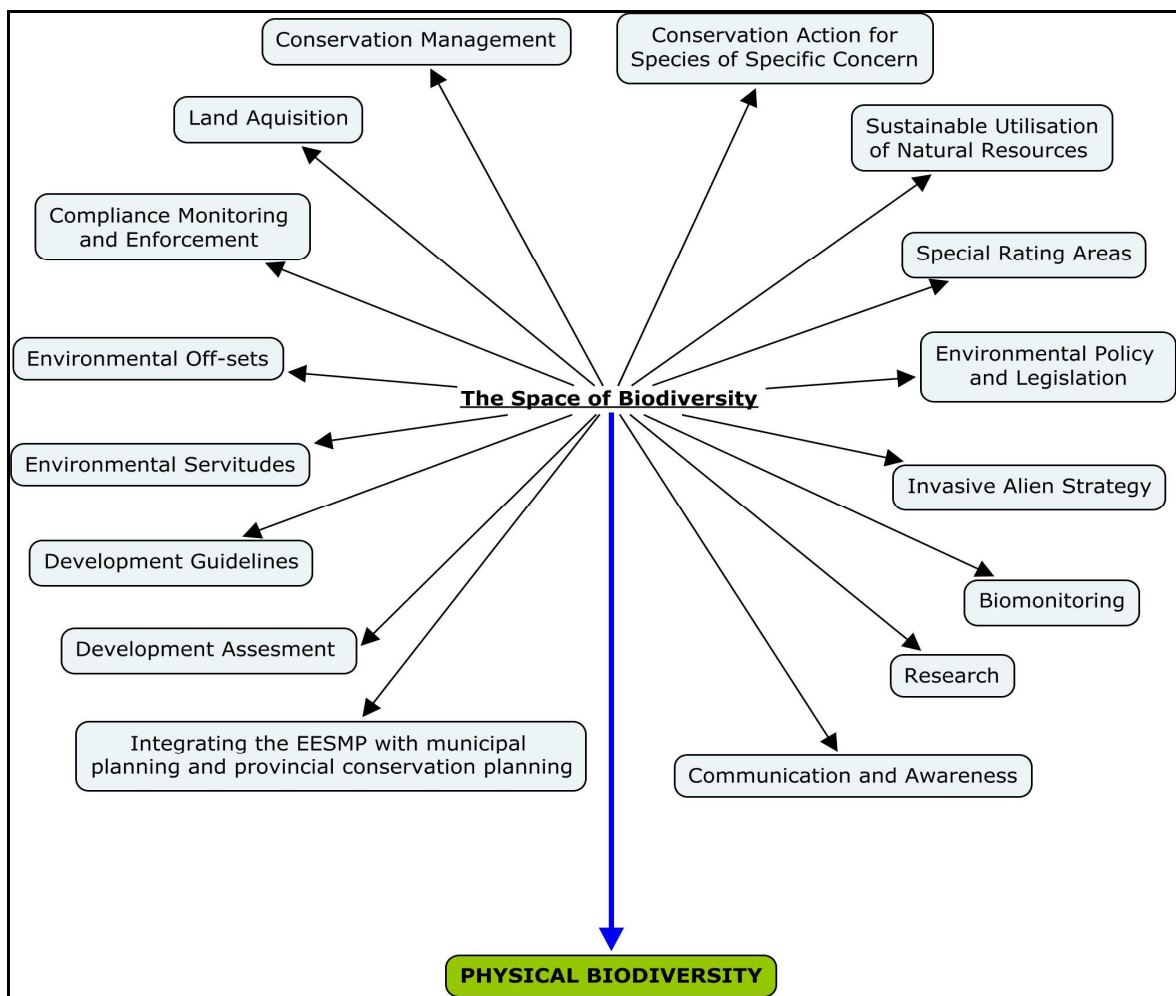 Conservation Management
Conservation Action for
Species of Specific Concern
Land Aquisition
Sustainable Utilisation
of Natural Resources
Compliance Monitoring
and Enforcement
Special Rating Areas
Environmental Off-sets
Environmental Policy
and Legislation
The Space of Biodiversity
Environmental Servitudes
Invasive Alien Strategy
Development Guidelines
Biomonitoring
Development Assesment
Research
Integrating the EESMP with municipal
planning and provincial conservation planning
Communication and Awareness
PHYSICAL BIODIVERSITY